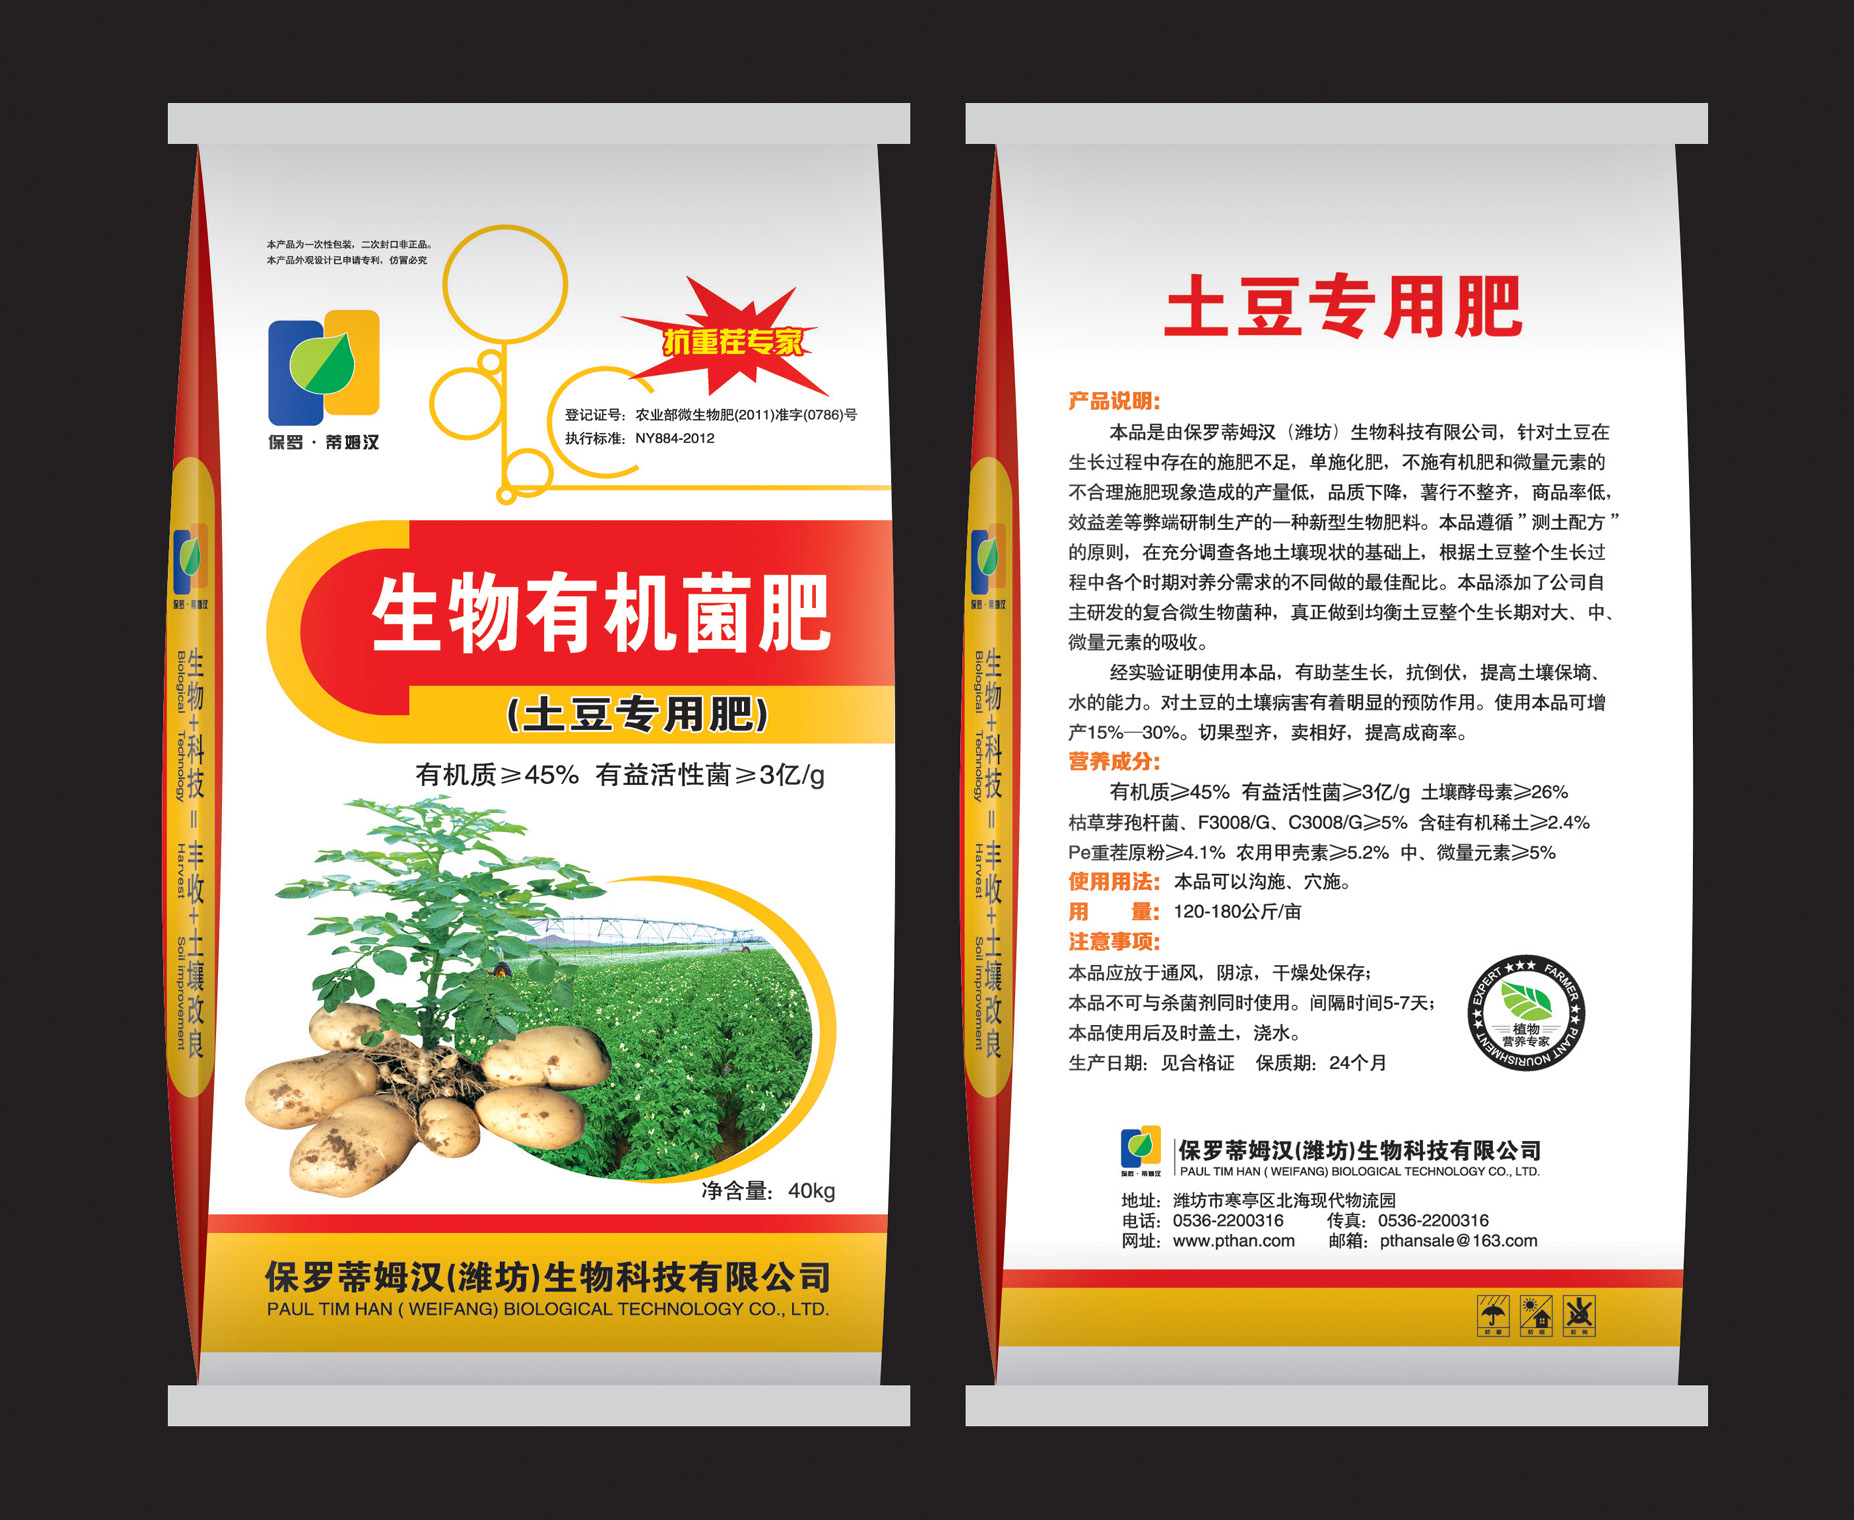 本产品为一次性包装，二次封口非正品。
本产品外观设计已申请专利，仿冒必究
保罗·蒂姆汉
抗重茬专家
登记证号：农业部微生物肥(2011)准字(0786)号
执行标准：NY884-2012
生物有机菌肥
(土豆专用肥)
有机质≥45% 有益活性菌≥3亿/g
净含量：40kg
保罗蒂姆汉(潍坊)生物科技有限公司
PAUL TIM HAN ( WEIFANG) BIOLOGICAL TECHNOLOGY CO., LTD.
保罗·蒂姆汉
生物+科技=丰收+土壤改良
Biological Technology Harvest Soil improvement
土豆专用肥
产品说明：
本品是由保罗蒂姆汉（潍坊）生物科技有限公司，针对土豆在
生长过程中存在的施肥不足，单施化肥，不施有机肥和微量元素的
不合理施肥现象造成的产量低，品质下降，薯行不整齐，商品率低，
效益差等弊端研制生产的一种新型生物肥料。本品遵循＂测土配方＂
的原则，在充分调查各地土壤现状的基础上，根据土豆整个生长过
程中各个时期对养分需求的不同做的最佳配比。本品添加了公司自
主研发的复合微生物菌种，真正做到均衡土豆整个生长期对大、中、
微量元素的吸收。
经实验证明使用本品，有助茎生长，抗倒伏，提高土壤保墒、
水的能力。对土豆的土壤病害有着明显的预防作用。使用本品可增
产15%—30%。切果型齐，卖相好，提高成商率。
营养成分：
有机质≥45% 有益活性菌≥3亿/g 土壤酵母素≥26%
枯草芽孢杆菌、F3008/G、C3008/G≥5% 含硅有机稀土≥2.4%
Pe重茬原粉≥4.1% 农用甲壳素≥5.2% 中、微量元素≥5%
使用用法：本品可以沟施、穴施。
用 量：120-180公斤/亩
注意事项：
本品应放于通风，阴凉，干燥处保存；
本品不可与杀菌剂同时使用。间隔时间5-7天；
本品使用后及时盖土，浇水。
生产日期：见合格证 保质期：24个月
EXPERT ★★★ FARMER ★★★ PLANT NOURISHMENT ★★★
植物
营养专家
保罗·蒂姆汉
保罗蒂姆汉(潍坊)生物科技有限公司
PAUL TIM HAN ( WEIFANG) BIOLOGICAL TECHNOLOGY CO., LTD.
地址：潍坊市寒亭区北海现代物流园
电话：0536-2200316 传真：0536-2200316
网址：www.pthan.com 邮箱：pthansale@163.com
保罗·蒂姆汉
生物+科技=丰收+土壤改良
Biological Technology Harvest Soil improvement